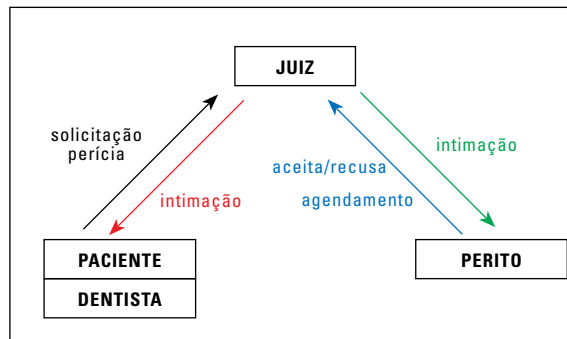 JUIZ
solicitação
perícia
intimação
aceita/recusa
agendamento
intimação
PACIENTE
DENTISTA
PERITO